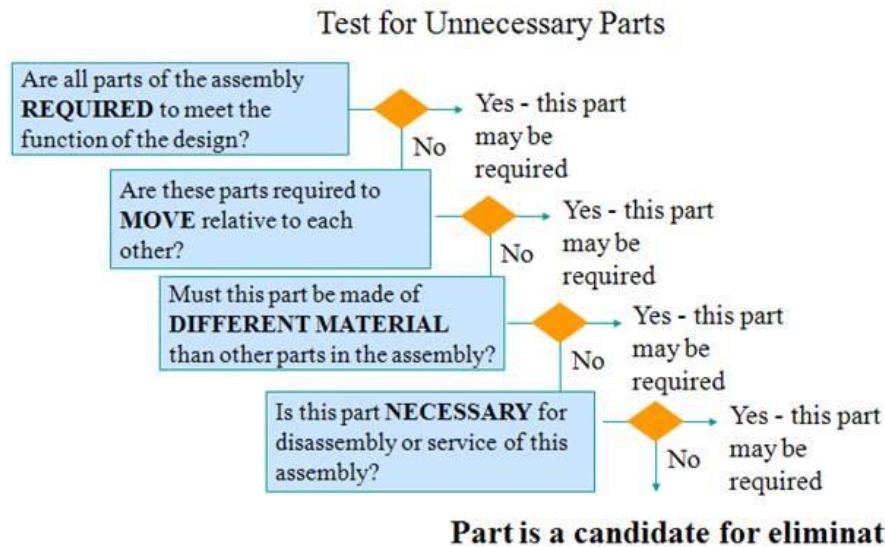 Test for Unnecessary Parts
Are all parts of the assembly
REQUIRED to meet the
function of the design?
Yes - this part
may be
required
No
Are these parts required to
MOVE relative to each
other?
Yes - this part
may be
required
No
Must this part be made of
DIFFERENT MATERIAL
than other parts in the assembly?
Yes - this part
may be
required
No
Is this part NECESSARY for
disassembly or service of this
assembly?
Yes - this part
may be
required
No
Part is a candidate for eliminat